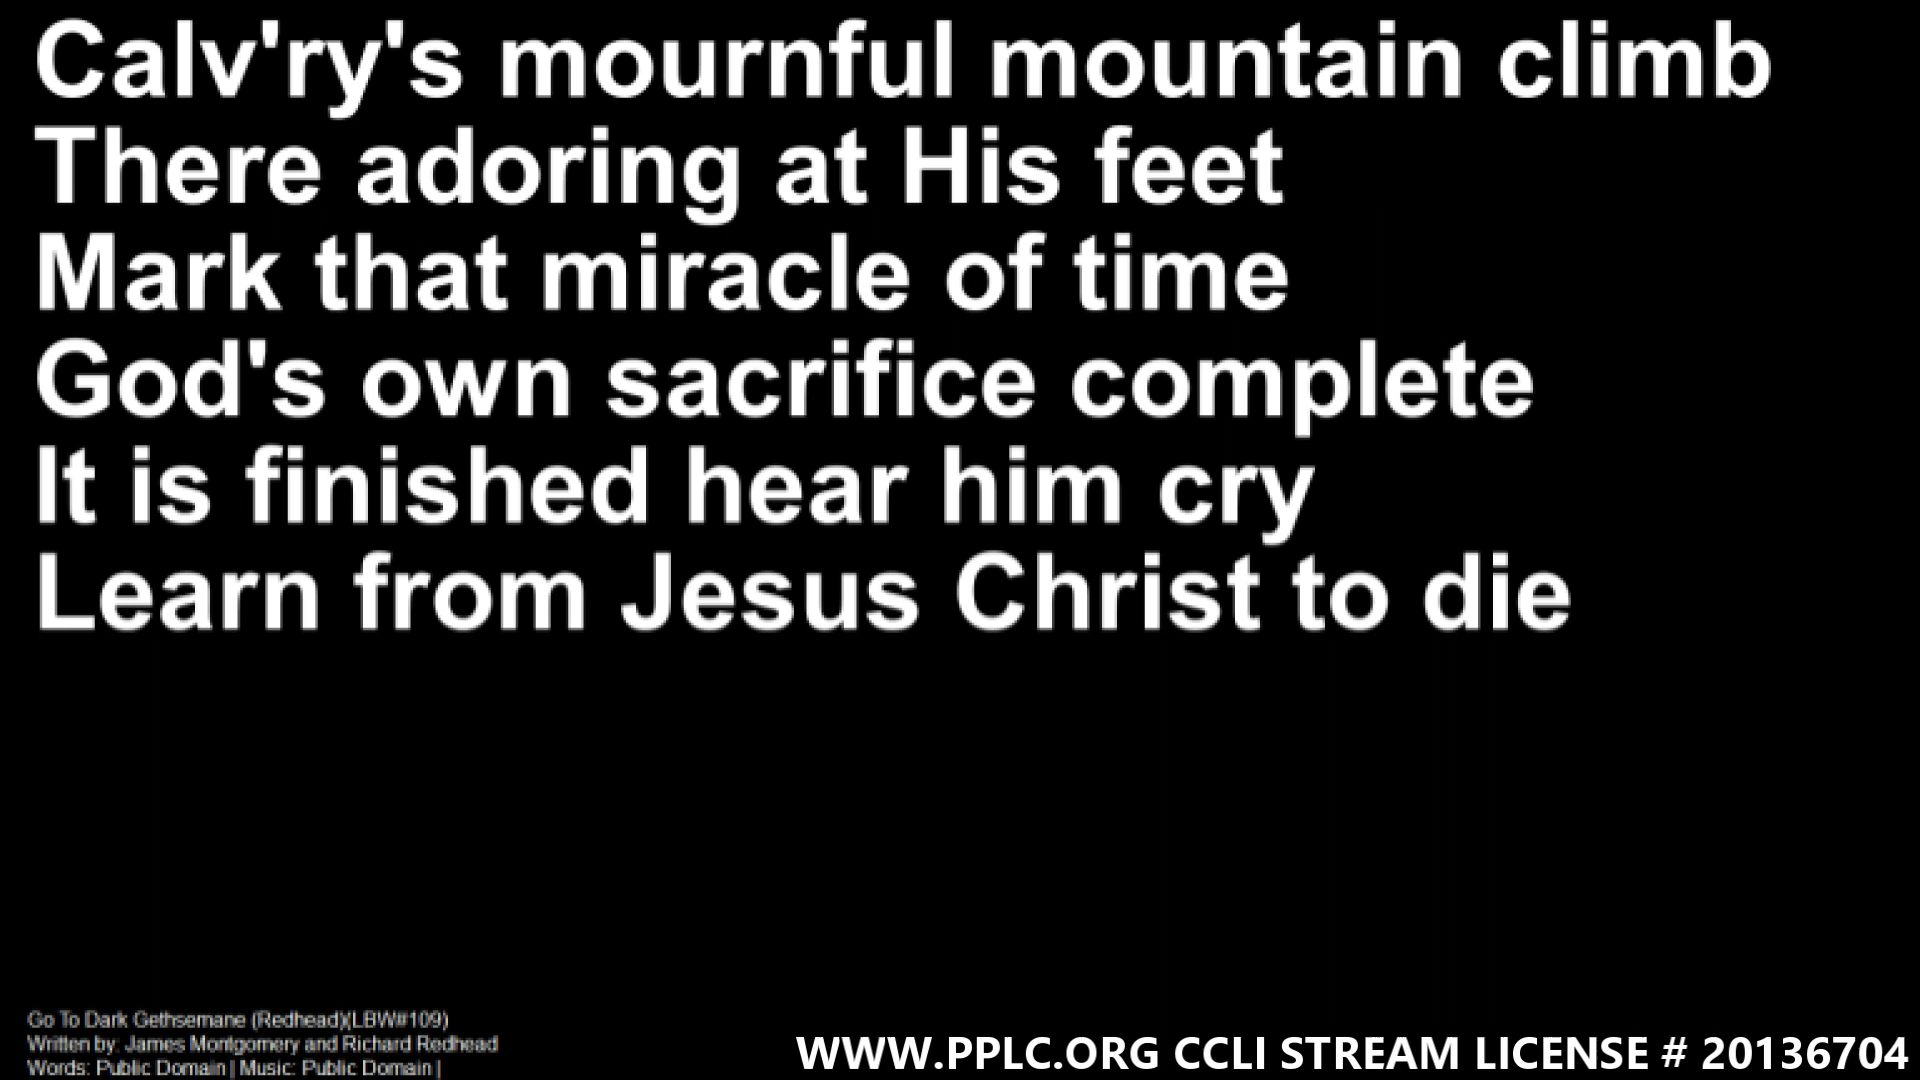 Calv'ry's mournful mountain climb
There adoring at His feet
Mark that miracle of time
God's own sacrifice complete
It is finished hear him cry
Learn from Jesus Christ to die
Go To Dark Gethsemane (Redhead)(LBW#109)
Written by: James Montgomery and Richard Redhead
Words: Public Domain | Music: Public Domain |
WWW.PPLC.ORG CCLI STREAM LICENSE # 20136704